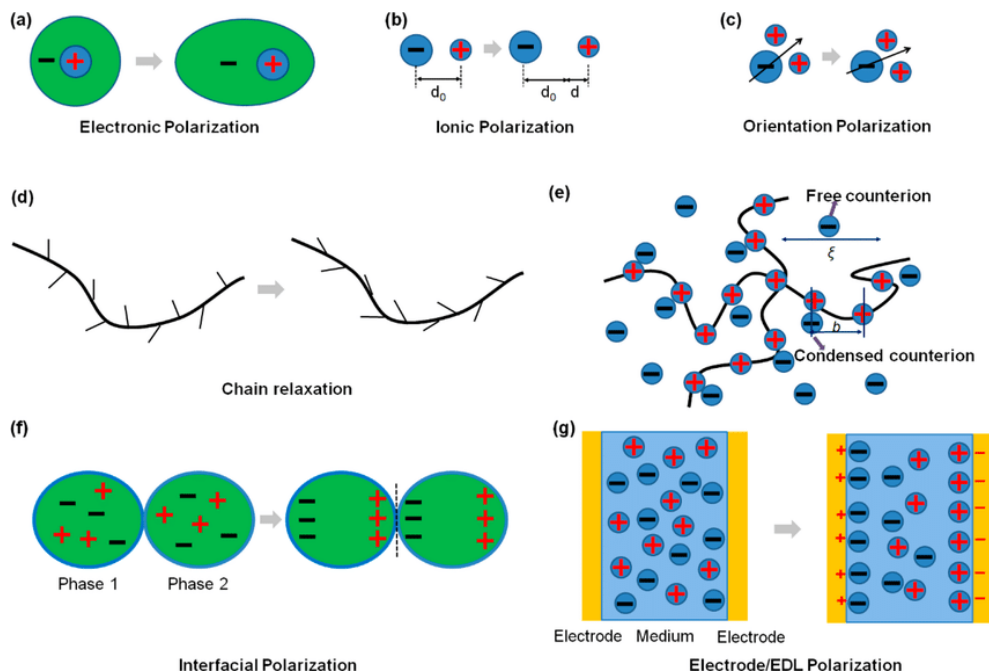 (a)
Electronic Polarization
(b)
d0
d0 d
Ionic Polarization
(c)
Orientation Polarization
(d)
Chain relaxation
(e)
Free counterion
ξ
b
Condensed counterion
(f)
Phase 1
Phase 2
Interfacial Polarization
(g)
Electrode Medium Electrode
Electrode/EDL Polarization